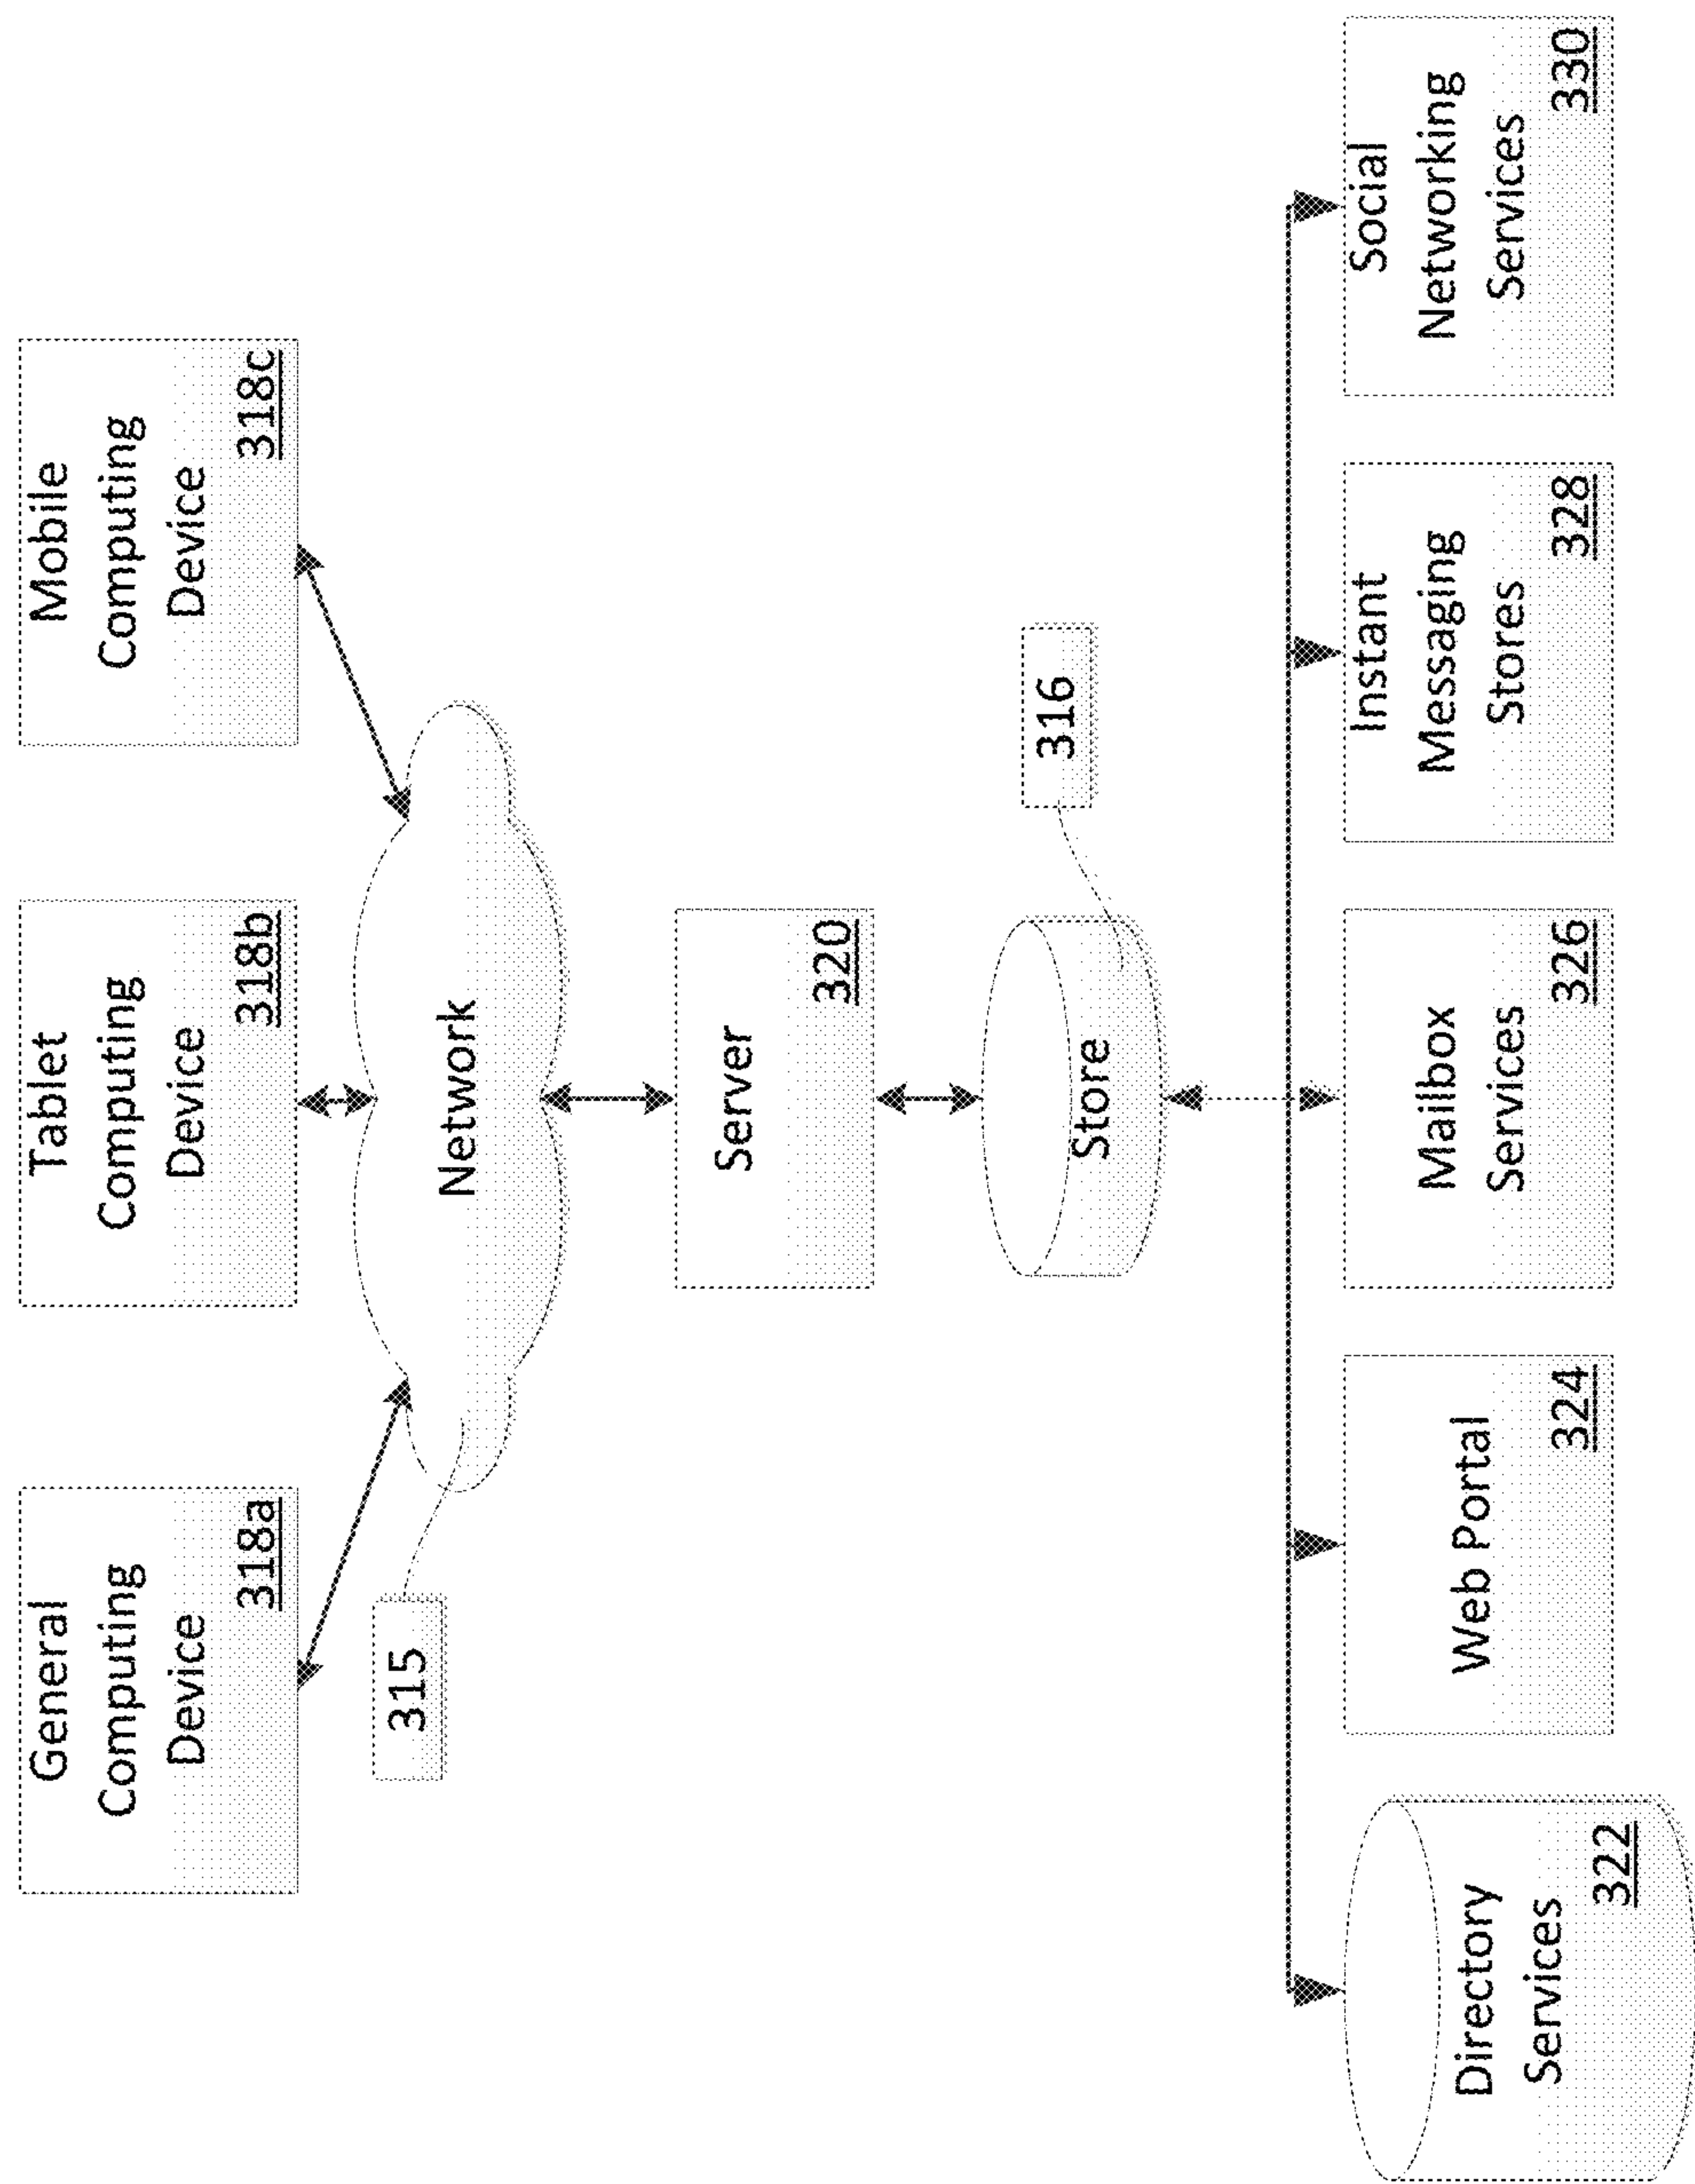 General
Computing
Device
318a
Tablet
Computing
Device
318b
Mobile
Computing
Device
318c
315
Network
Server
320
316
Store
Directory
Services
322
Web Portal
324
Mailbox
Services
326
Instant
Messaging
Stores
328
Social
Networking
Services
330